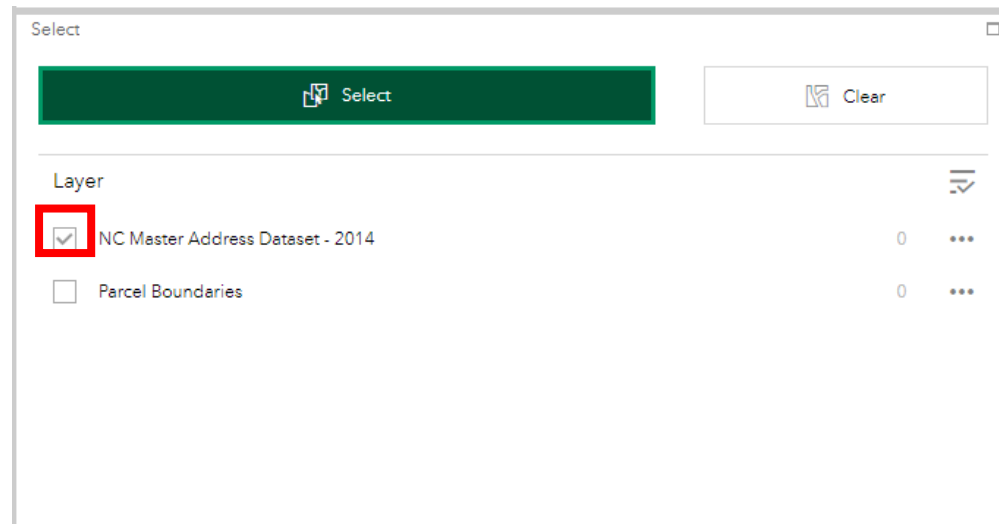 Select
Select
Clear
Layer
NC Master Address Dataset - 2014
0
Parcel Boundaries
0